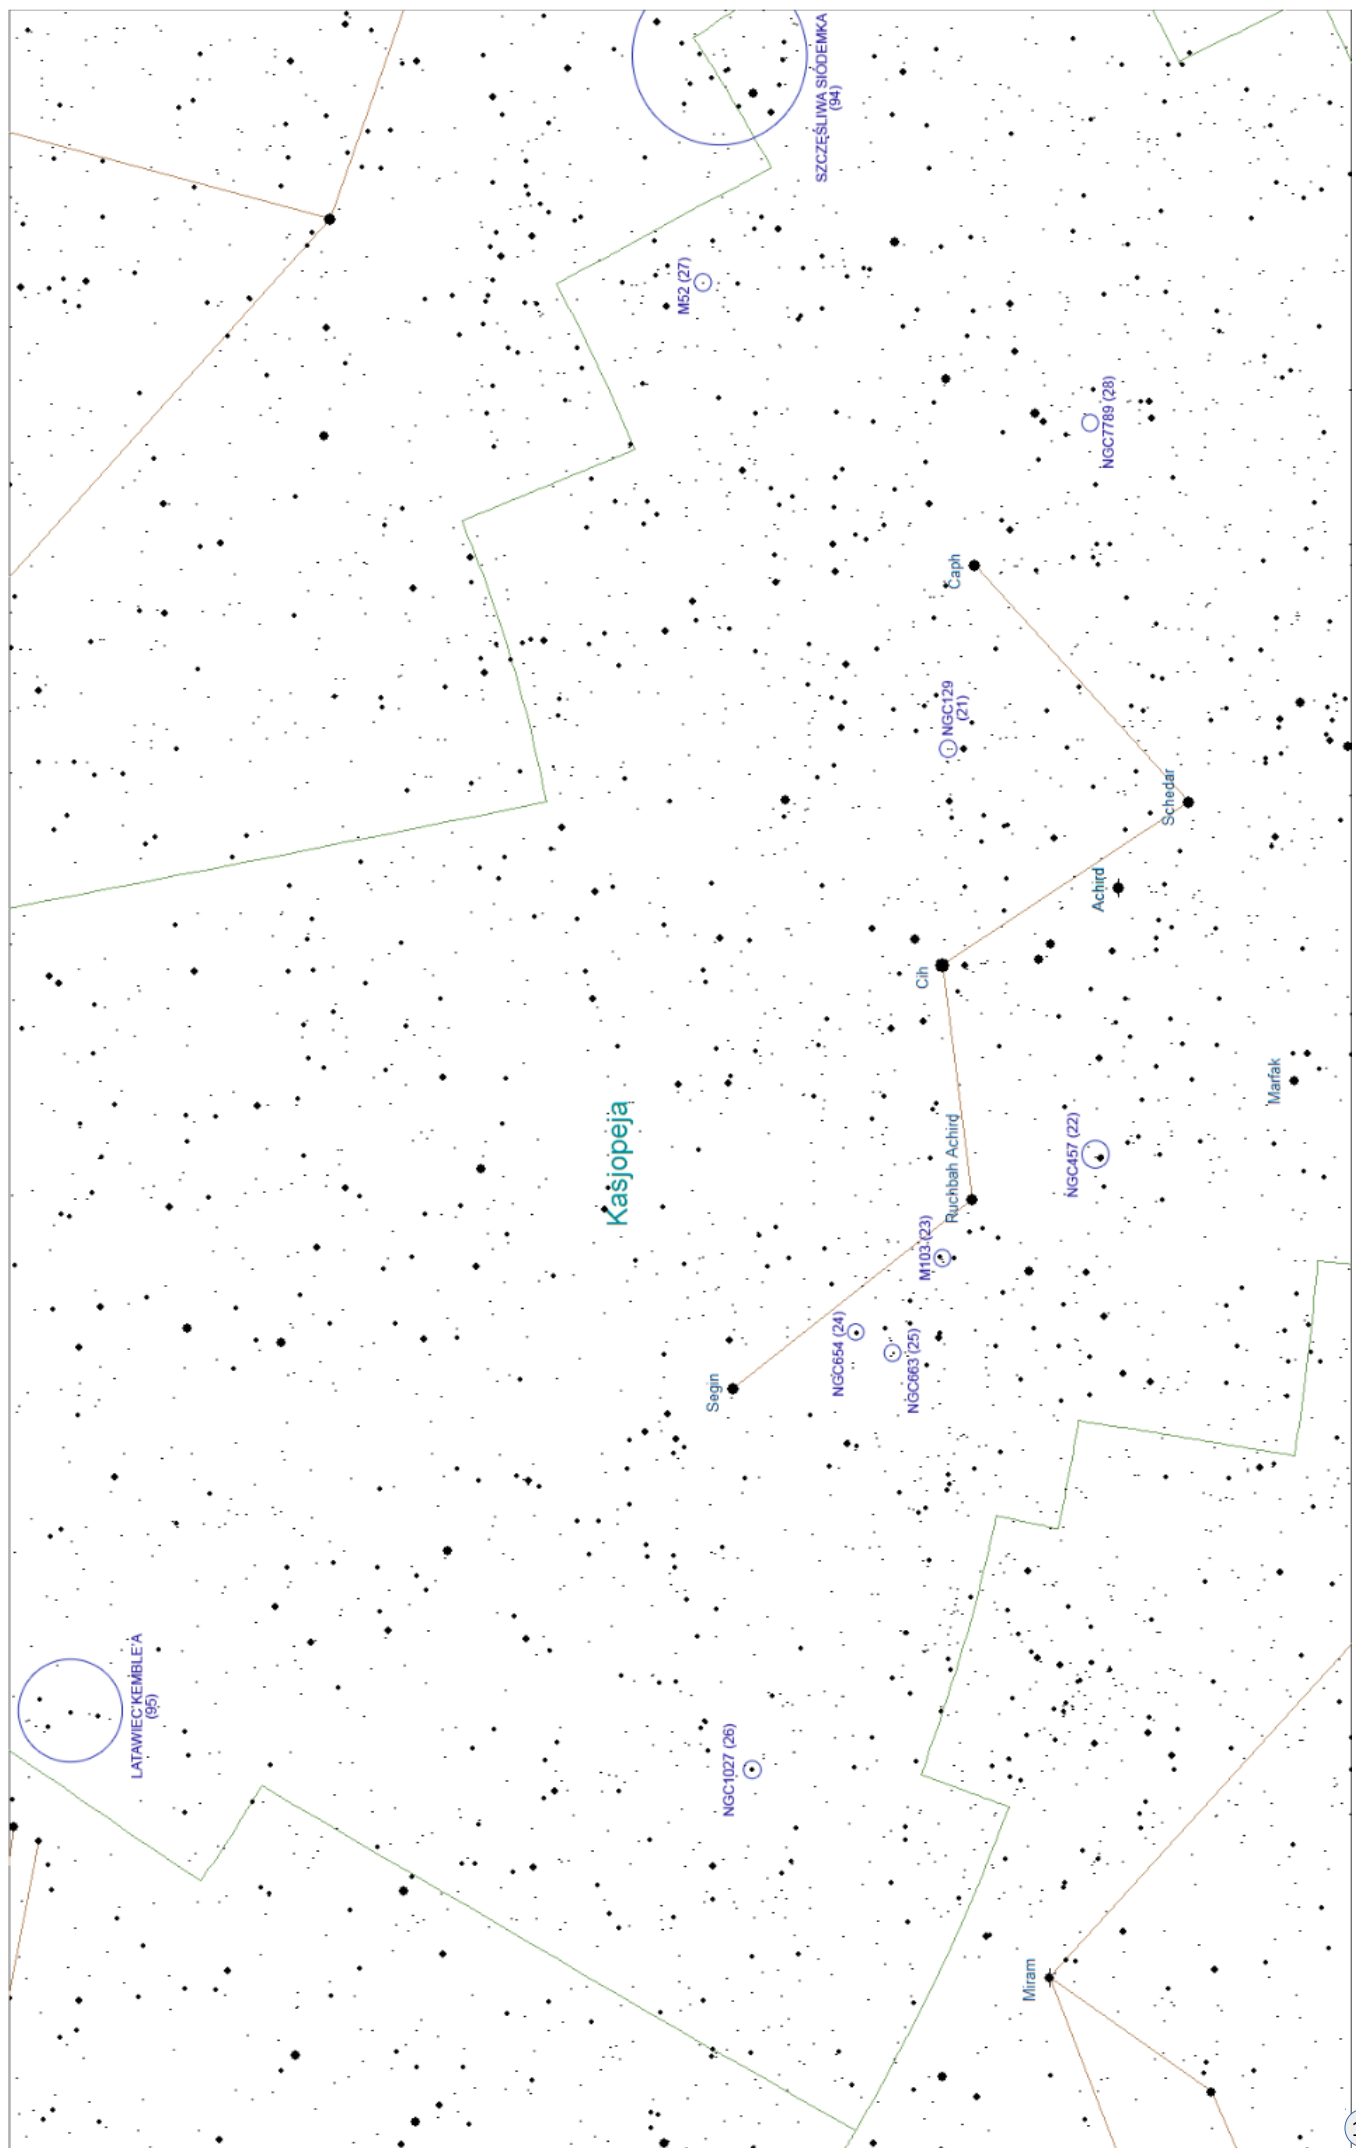 SZCZĘŚLIWA SIÓDEMKA
(94)
M52 (27)
NGC7789 (28)
Caph
NGC129
(21)
Schedar
Achird
Cih
Marfak
Kasjopeja
Ruchbah Achird
NGC457 (22)
M103 (23)
NGC654 (24)
NGC663 (25)
Segin
LATAWIEC KEMBLE'A
(95)
NGC1027 (26)
Miram